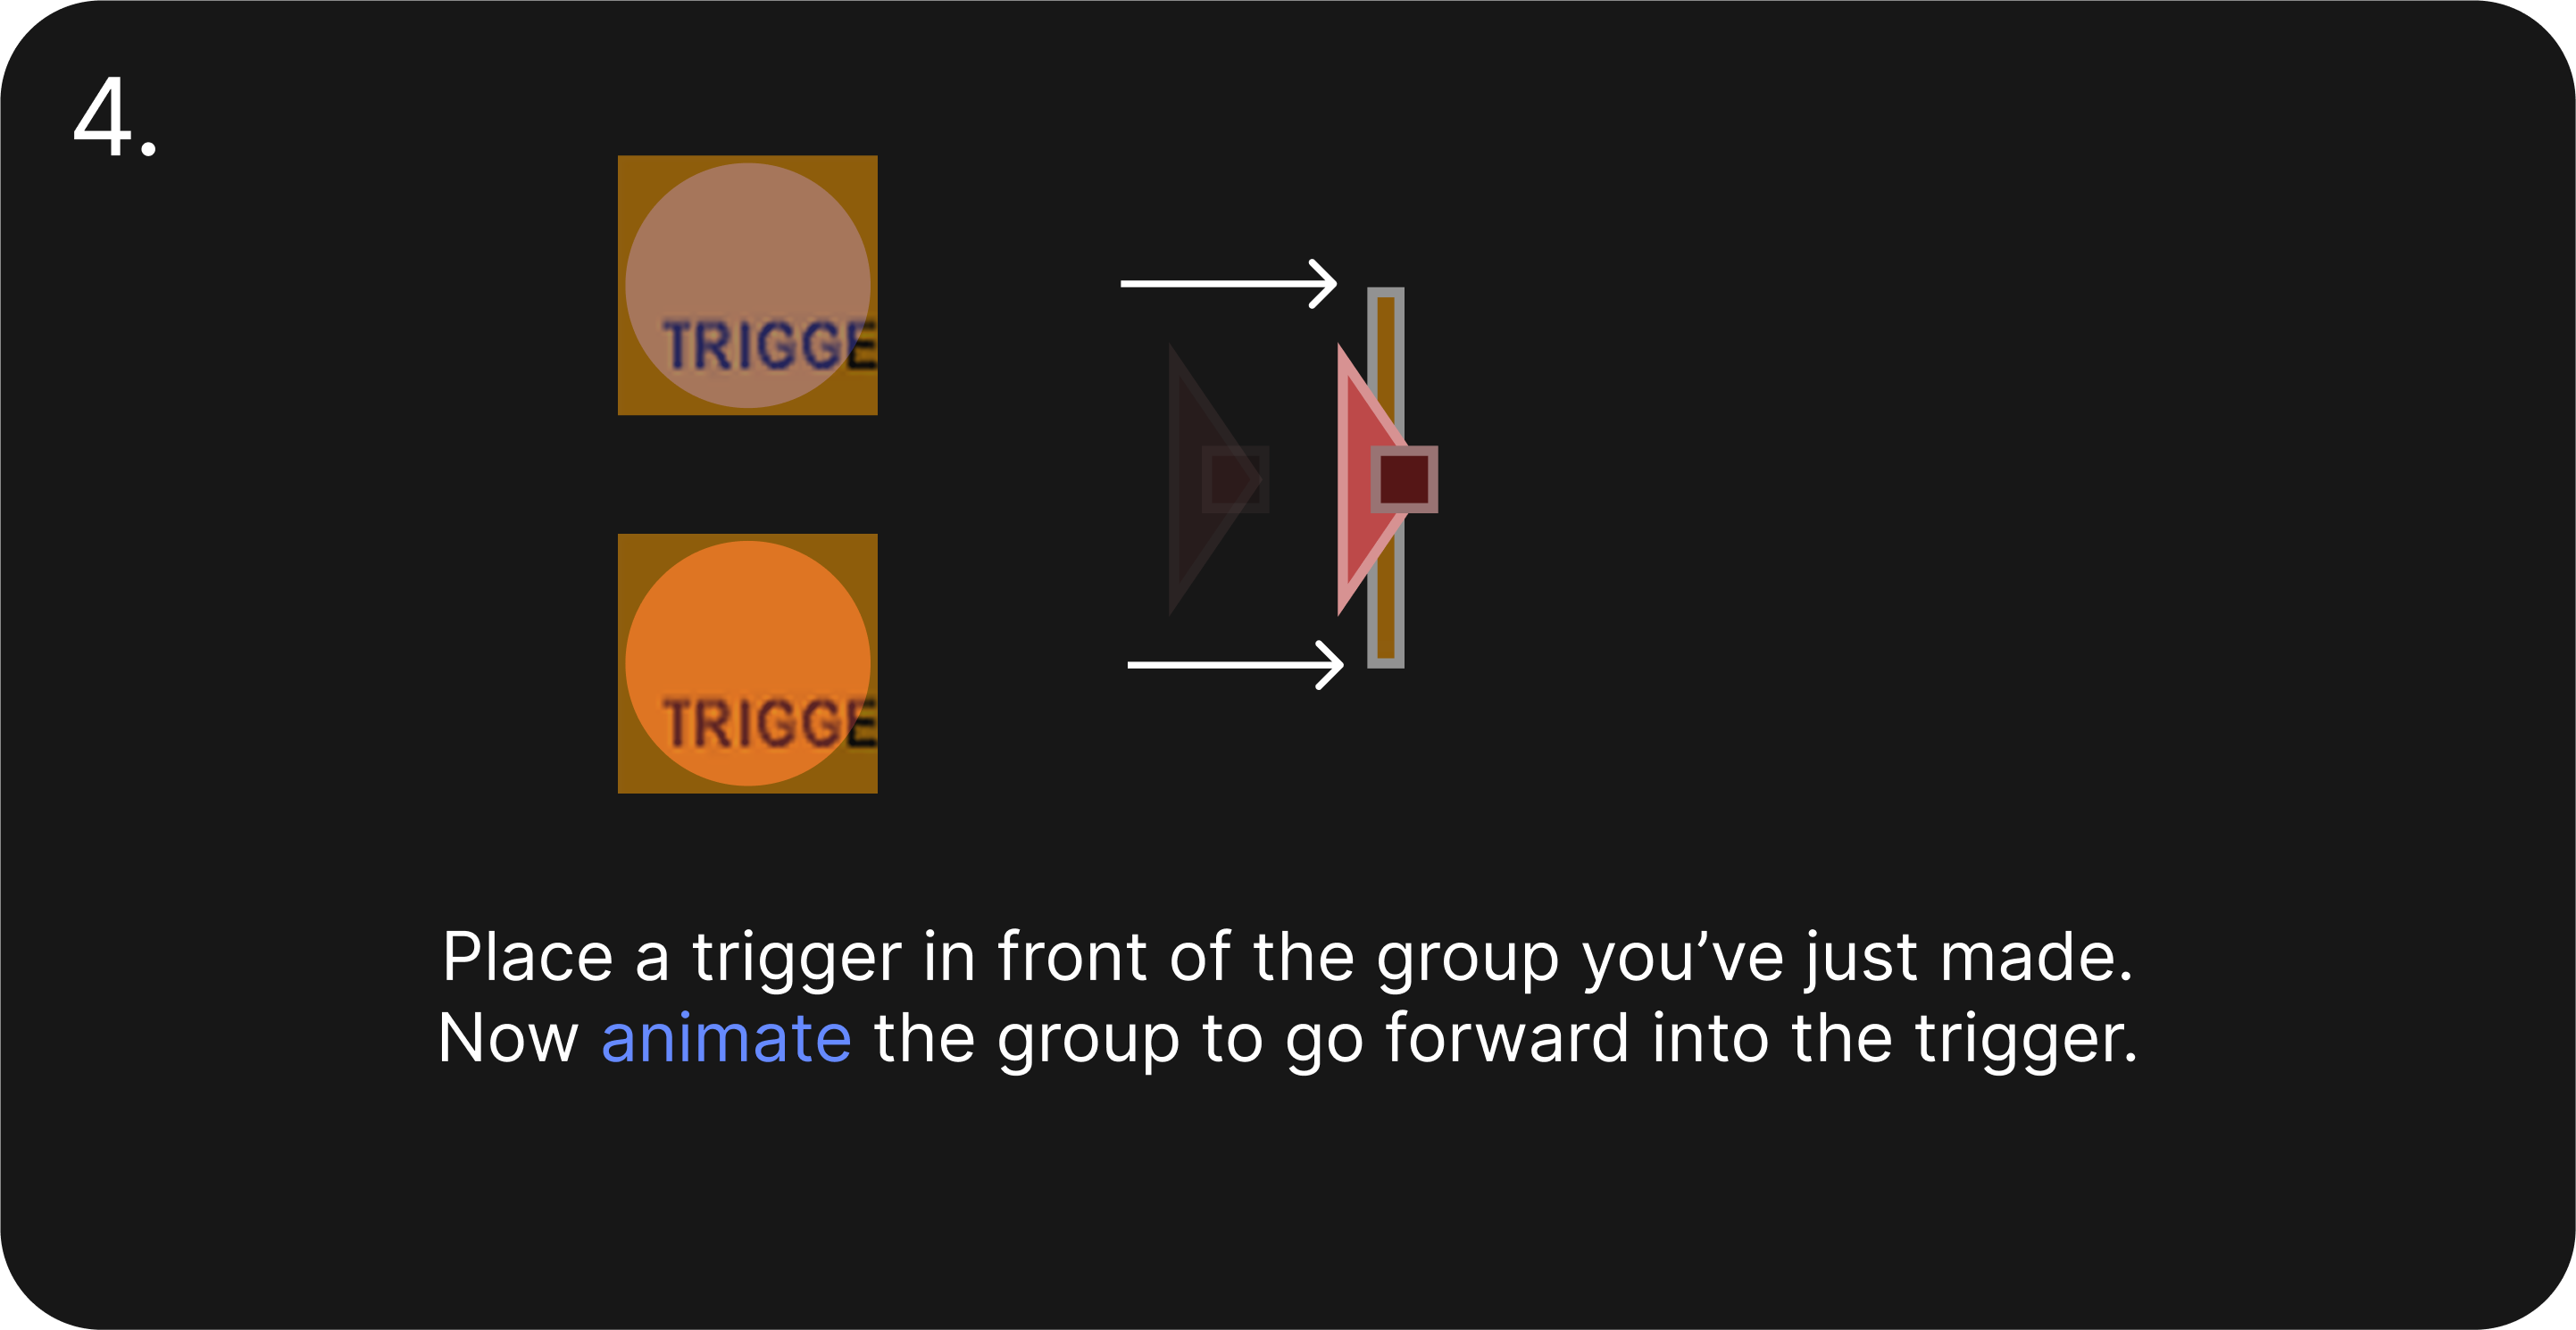 4.
TRIGGE
TRIGGE
Place a trigger in front of the group you’ve just made.
Now animate the group to go forward into the trigger.